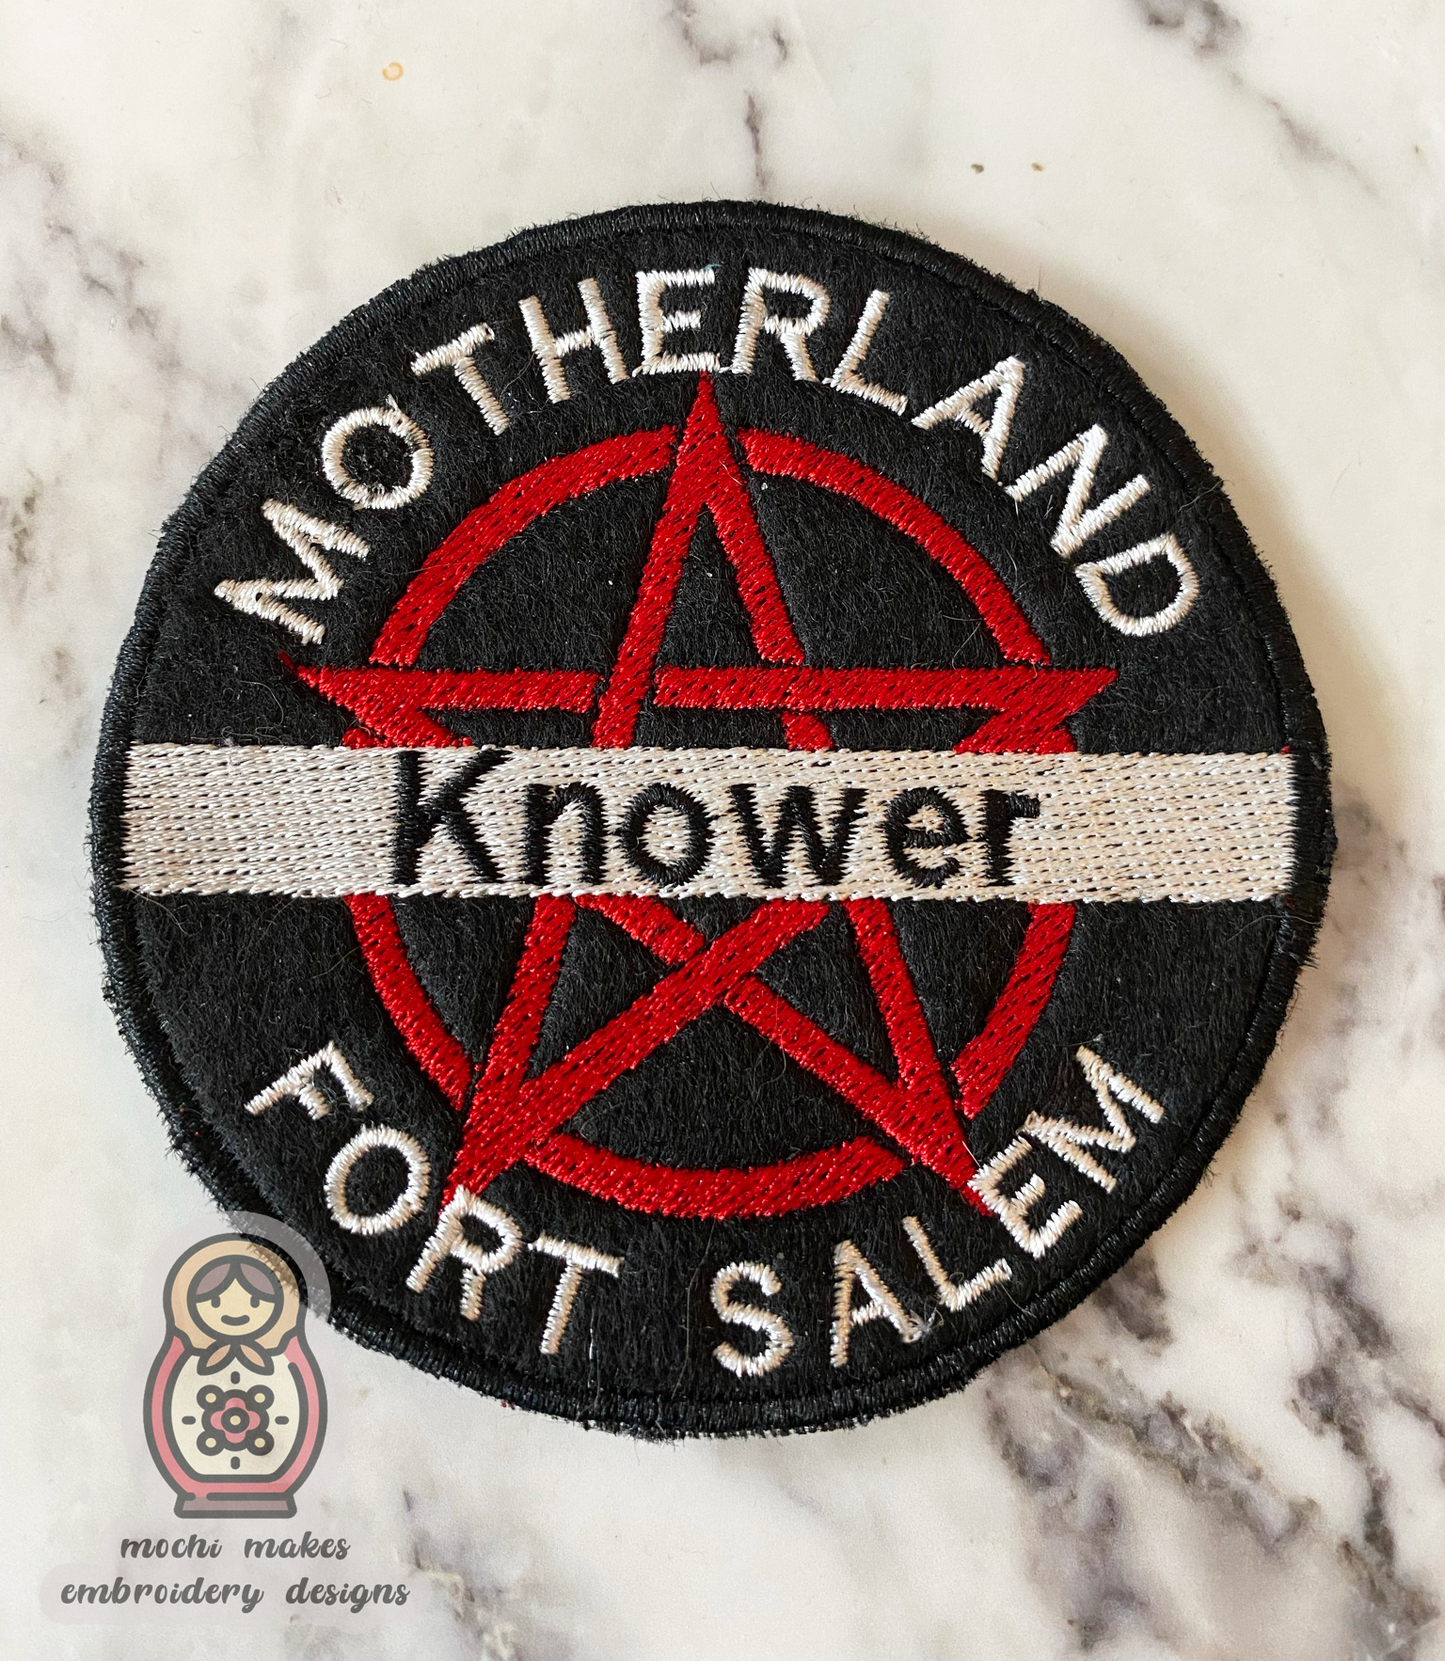 MOTHERLAND
Knower
FORT SALEM
mochi makes
embroidery designs